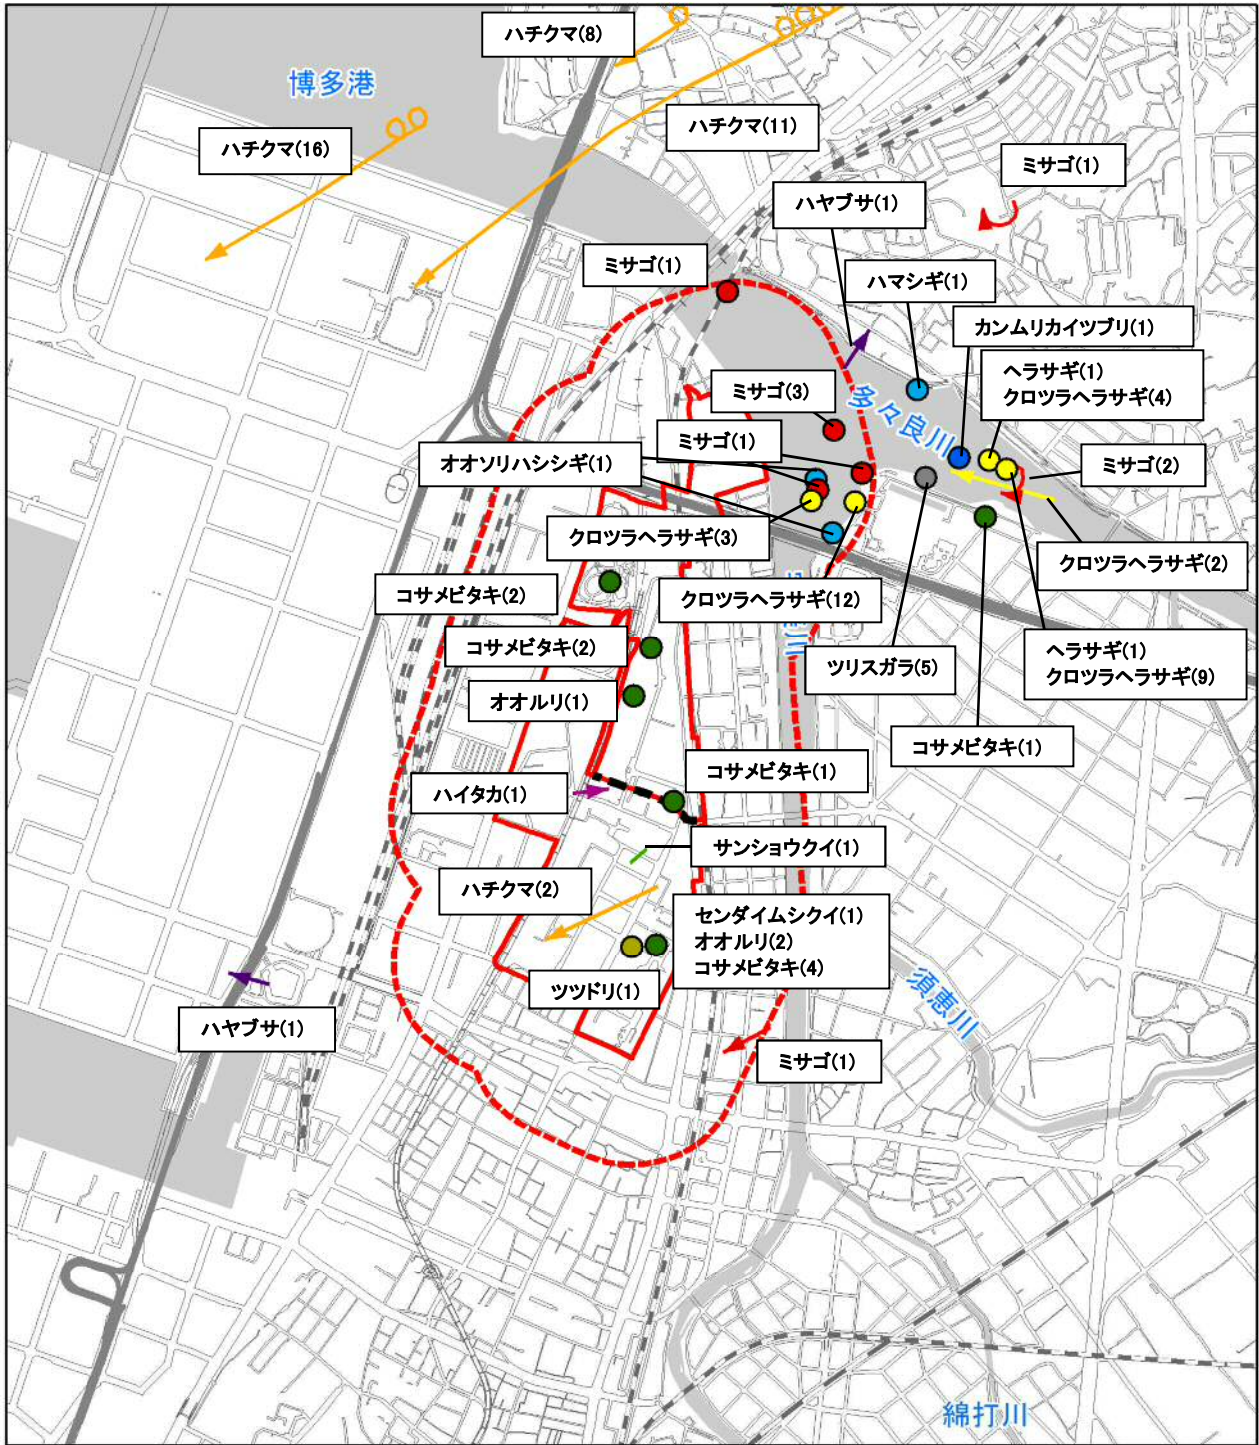 ハチクマ(8)
博多港
ハチクマ(11)
ハチクマ(16)
ミサゴ(1)
ハヤブサ(1)
ミサゴ(1)
ハマシギ(1)
カンムリカイツブリ(1)
ヘラサギ(1)
クロツラヘラサギ(4)
ミサゴ(3)
多々良川
ミサゴ(1)
オオソリハシシギ(1)
ミサゴ(2)
クロツラヘラサギ(3)
クロツラヘラサギ(2)
コサメビタキ(2)
クロツラヘラサギ(12)
コサメビタキ(2)
ツリスガラ(5)
ヘラサギ(1)
クロツラヘラサギ(9)
オオルリ(1)
コサメビタキ(1)
コサメビタキ(1)
ハイタカ(1)
サンショウクイ(1)
ハチクマ(2)
センダイムシクイ(1)
オオルリ(2)
コサメビタキ(4)
ツツドリ(1)
須恵川
ハヤブサ(1)
ミサゴ(1)
綿打川